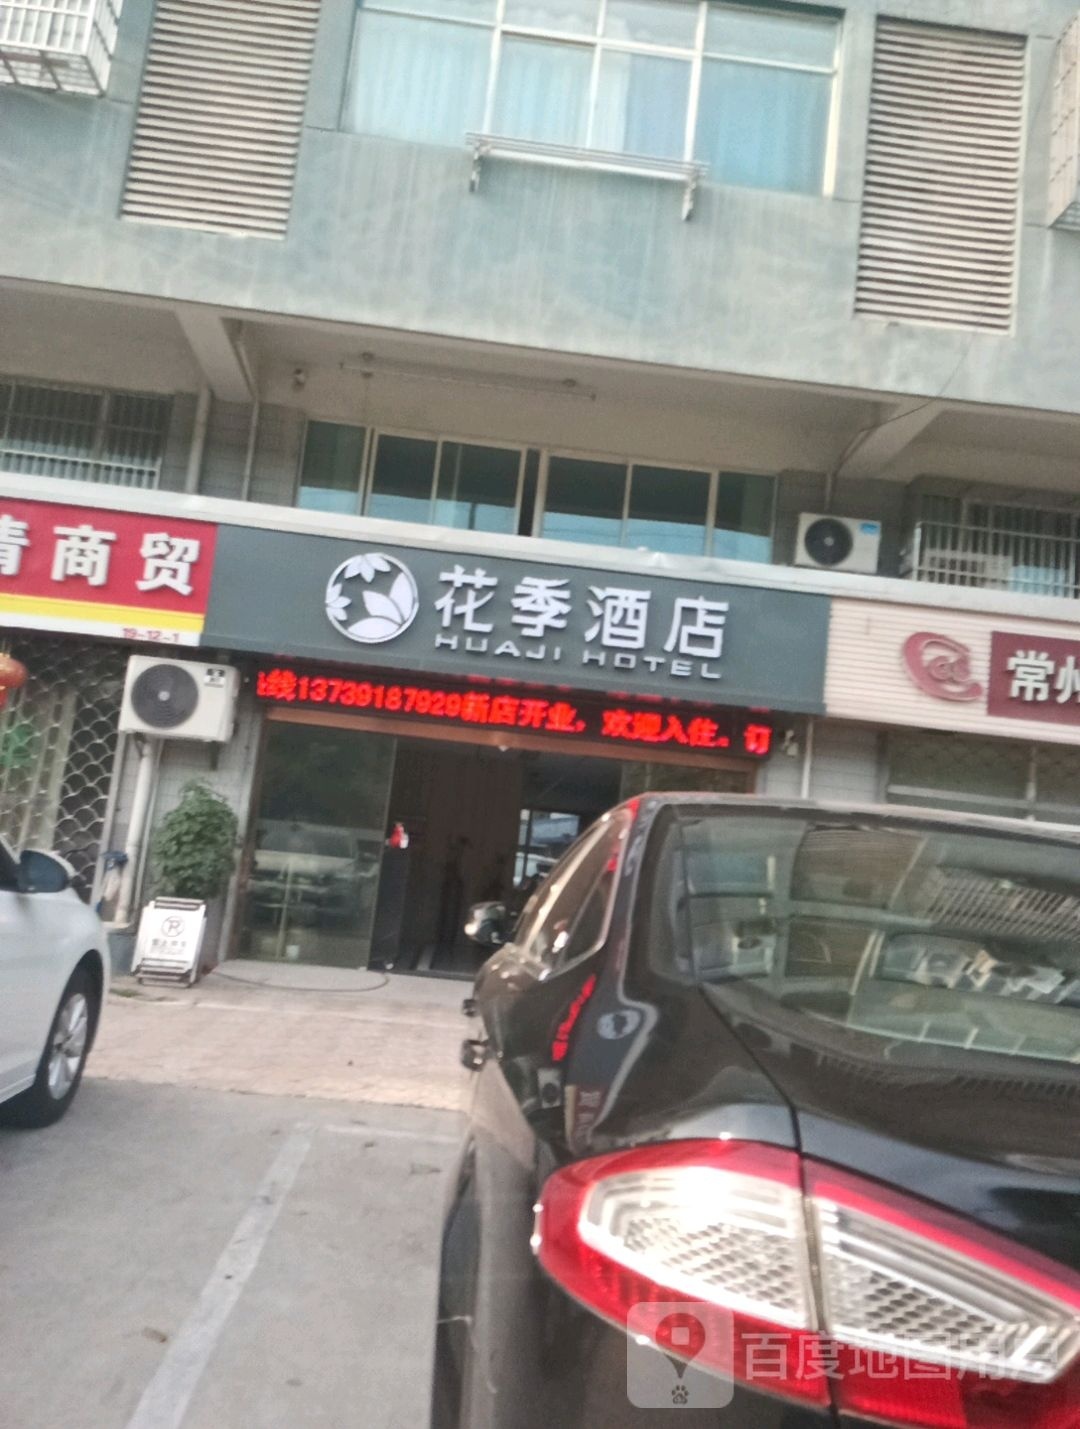 商贸
19-12-1
花季酒店
HUAJI HOTEL
线13739187929新店开业，欢迎入住。订
常州
P
百度地图用户